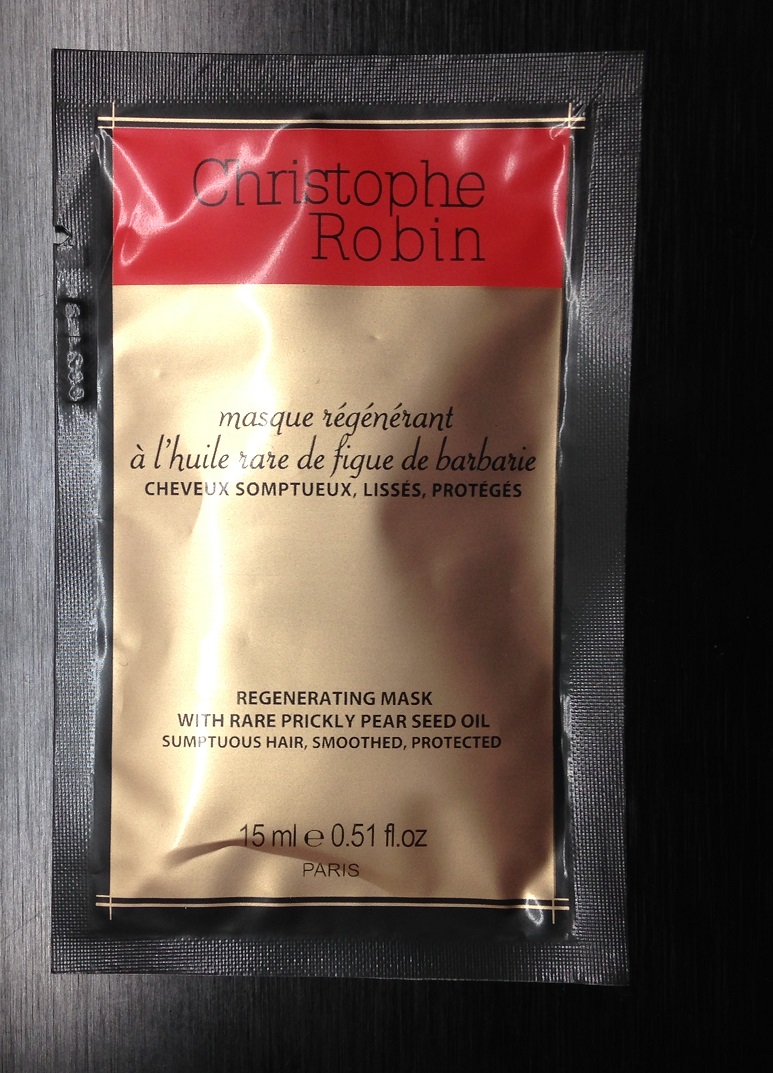 Christophe
Robin
masque régénérant
à l'huile rare de figue de barbarie
CHEVEUX SOMPTUEUX, LISSÉS, PROTÉGÉS
REGENERATING MASK
WITH RARE PRICKLY PEAR SEED OIL
SUMPTUOUS HAIR, SMOOTHED, PROTECTED
15 ml e 0.51 fl.oz
PARIS